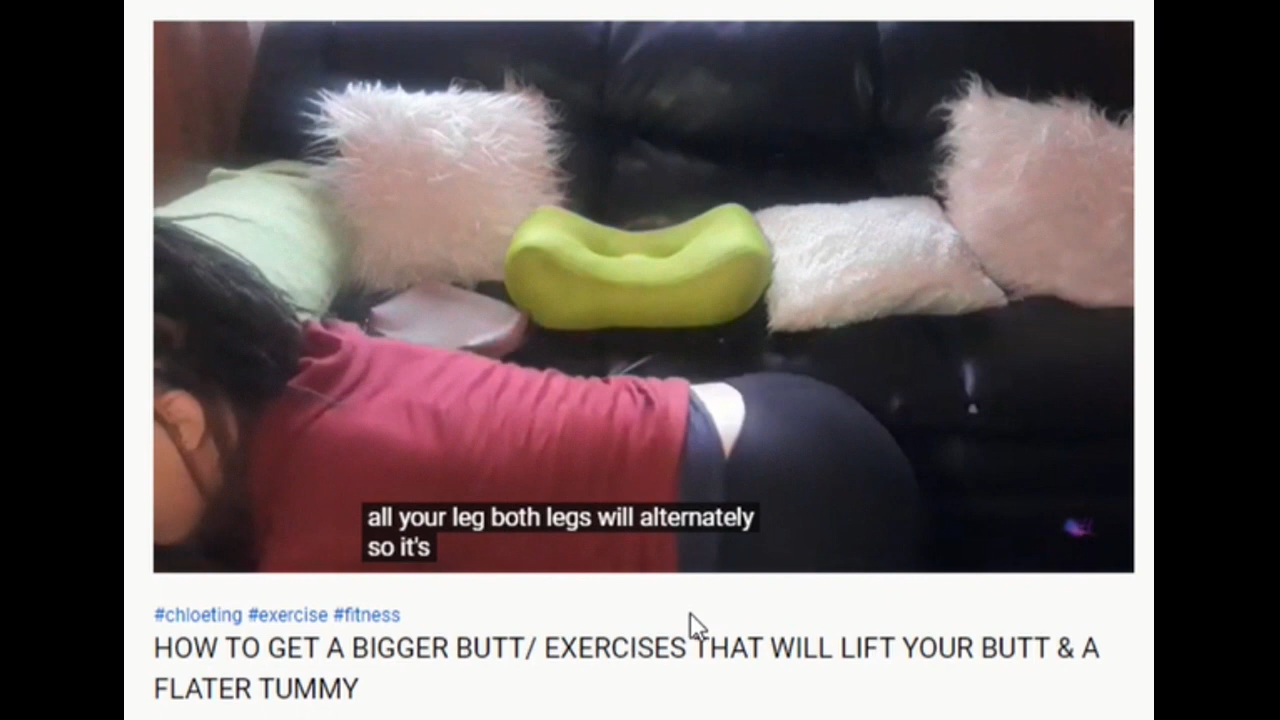 all your leg both legs will alternately
so it's
#chloeting #exercise #fitness
HOW TO GET A BIGGER BUTT/ EXERCISES THAT WILL LIFT YOUR BUTT & A
FLATER TUMMY